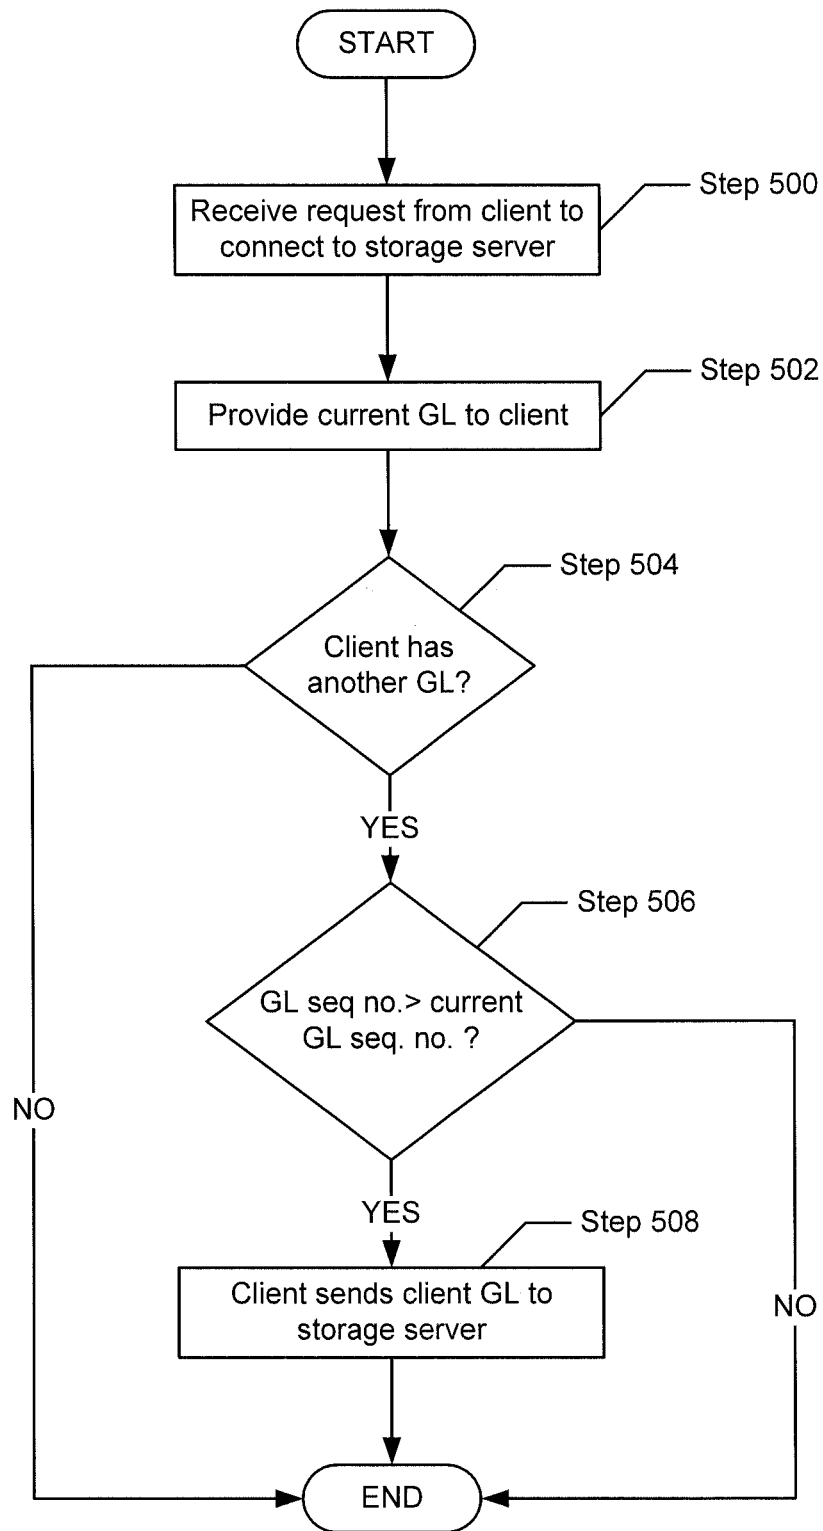 START
Receive request from client to
connect to storage server
Step 500
Provide current GL to client
Step 502
Client has
another GL?
Step 504
YES
GL seq no.> current
GL seq. no. ?
Step 506
NO
YES
Client sends client GL to
storage server
Step 508
NO
END